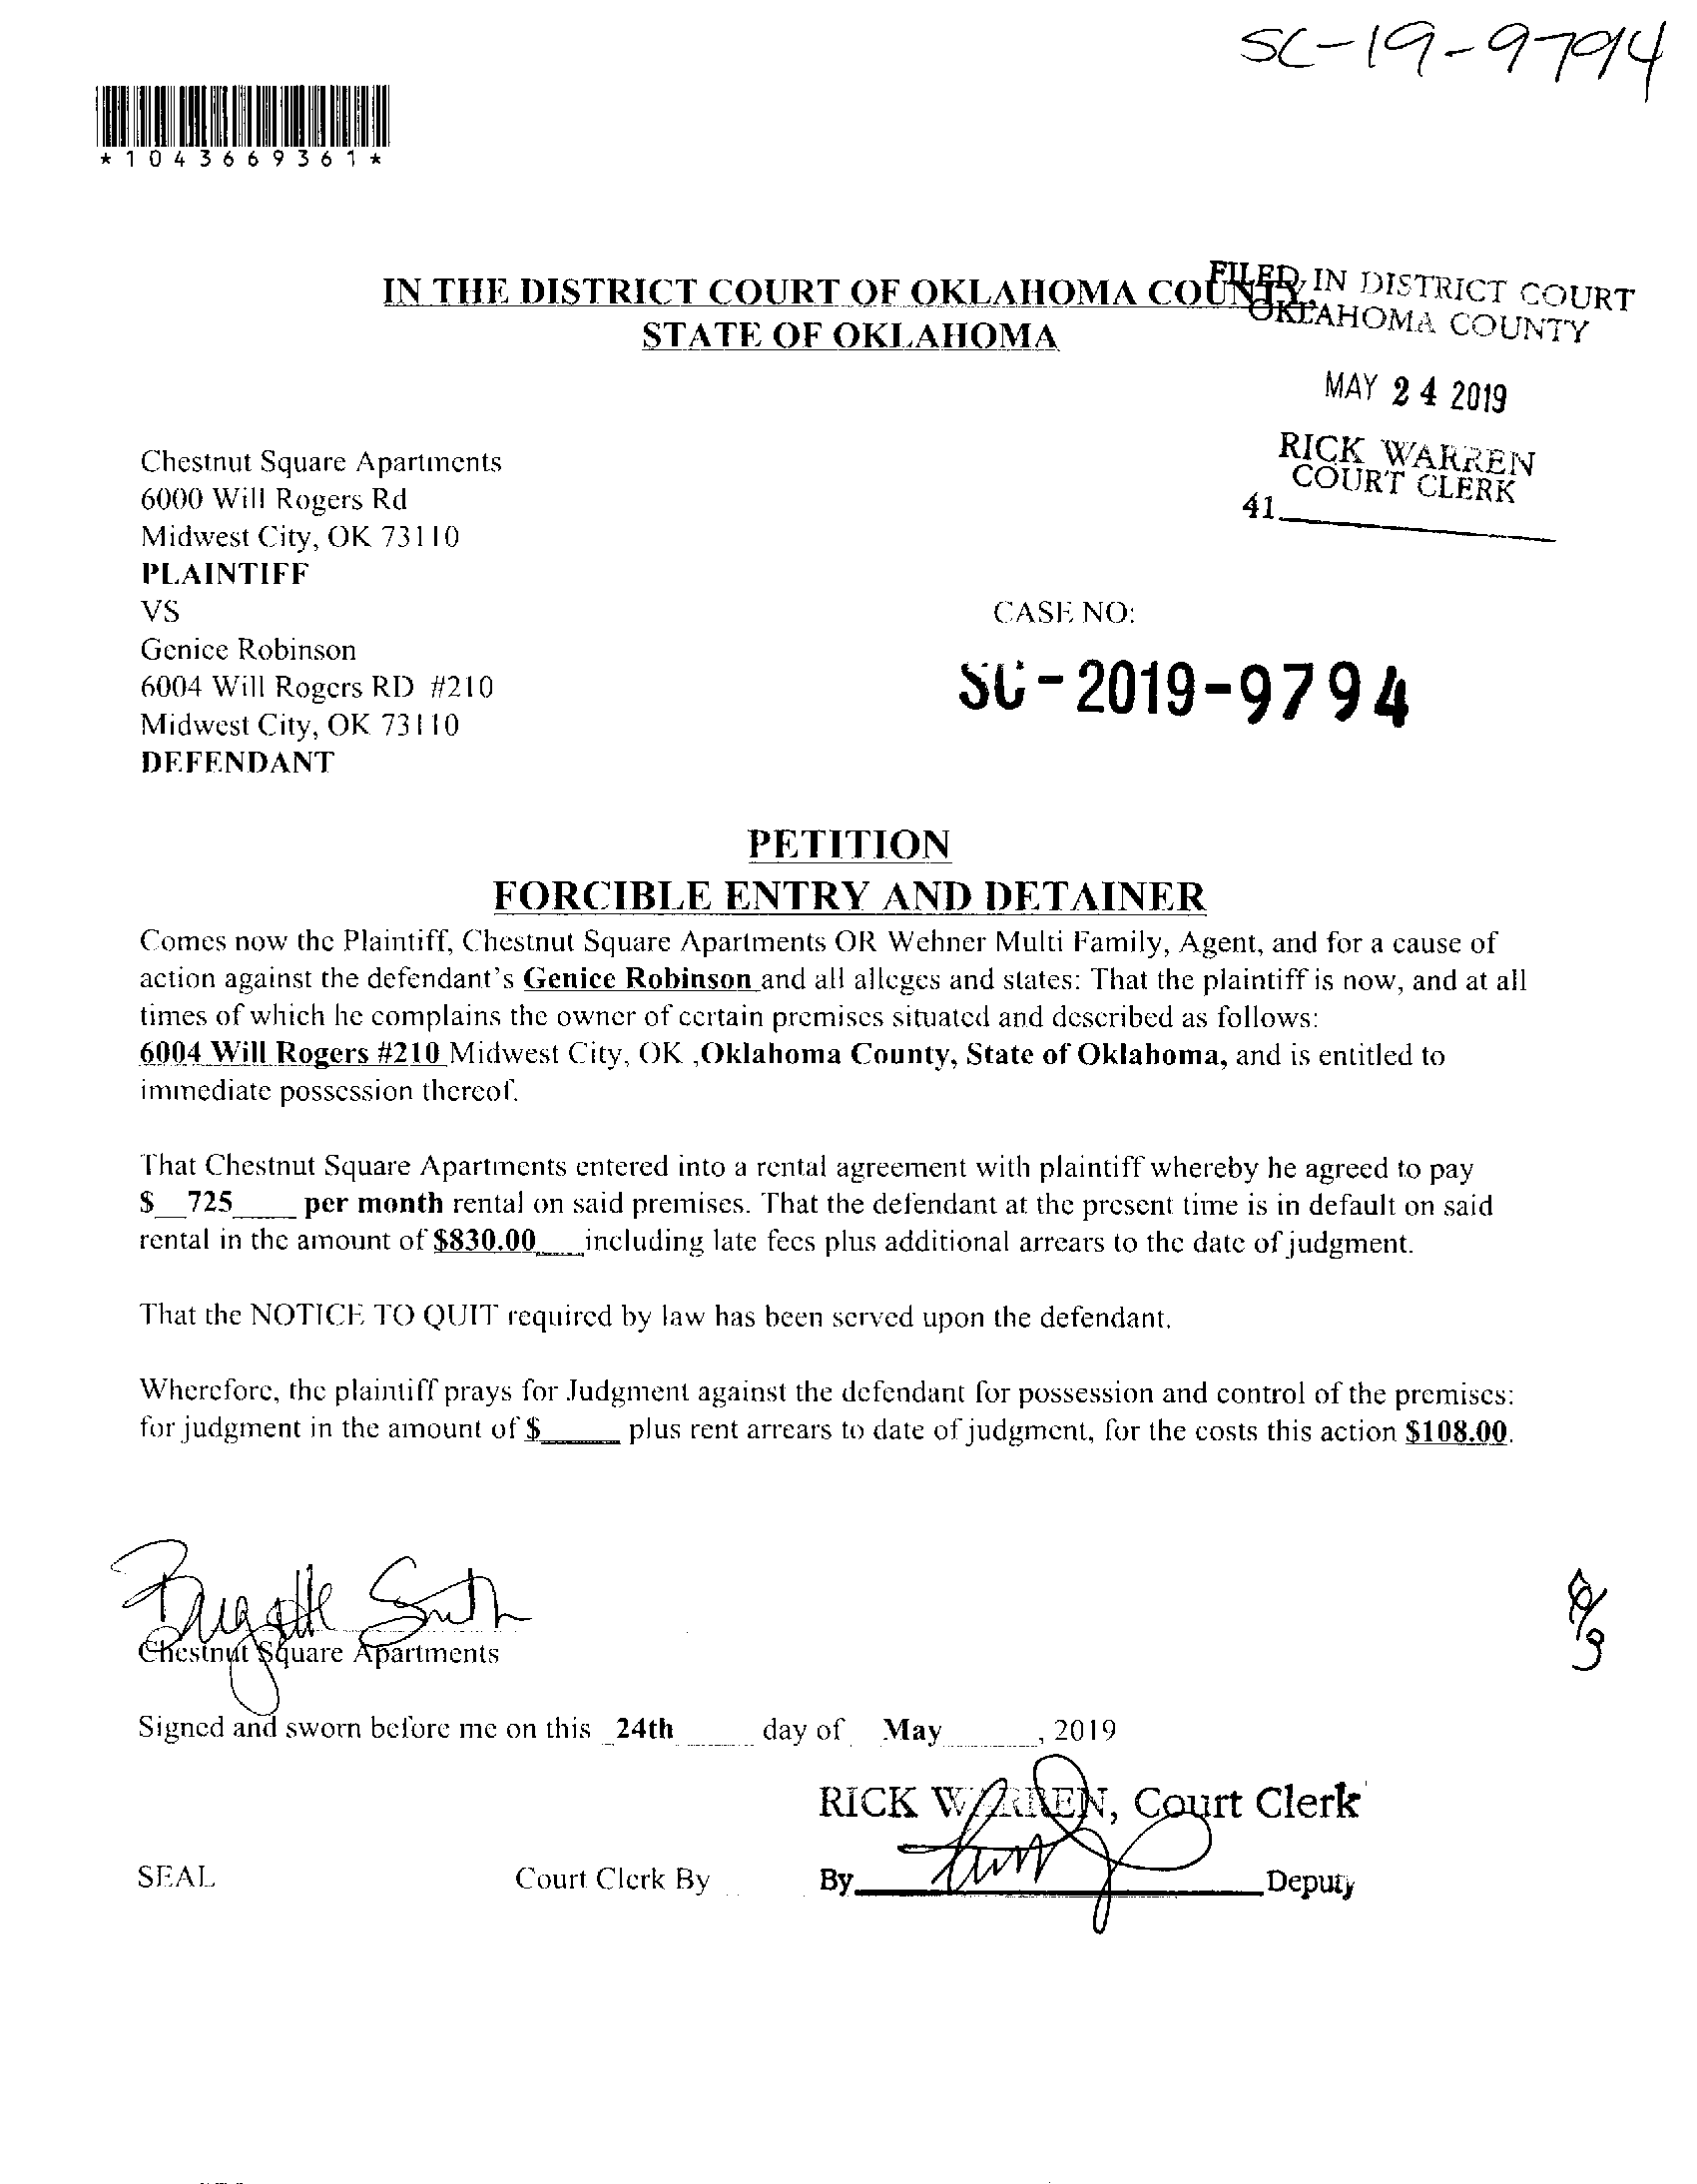 SC-19-9794
*1043669361*
IN THE DISTRICT COURT OF OKLAHOMA COUNTY,
STATE OF OKLAHOMA
FILED IN DISTRICT COURT
OKLAHOMA COUNTY
MAY 24 2019
RICK WARREN
COURT CLERK
41
Chestnut Square Apartments
6000 Will Rogers Rd
Midwest City, OK 73110
PLAINTIFF
VS
CASE NO:
Genice Robinson
6004 Will Rogers RD #210
SC-2019-9794
Midwest City, OK 73110
DEFENDANT
PETITION
FORCIBLE ENTRY AND DETAINER
Comes now the Plaintiff, Chestnut Square Apartments OR Wehner Multi Family, Agent, and for a cause of
action against the defendant's Genice Robinson and all alleges and states: That the plaintiff is now, and at all
times of which he complains the owner of certain premises situated and described as follows:
6004 Will Rogers #210 Midwest City, OK ,Oklahoma County, State of Oklahoma, and is entitled to
immediate possession thereof.
That Chestnut Square Apartments entered into a rental agreement with plaintiff whereby he agreed to pay
$__725____ per month rental on said premises. That the defendant at the present time is in default on said
rental in the amount of $830.00___including late fees plus additional arrears to the date of judgment.
That the NOTICE TO QUIT required by law has been served upon the defendant.
Wherefore, the plaintiff prays for Judgment against the defendant for possession and control of the premises:
for judgment in the amount of $_____ plus rent arrears to date of judgment, for the costs this action $108.00.
Chestnut Square Apartments
Signed and sworn before me on this _24th_____ day of _May______, 2019
RICK WARREN, Court Clerk
SEAL Court Clerk By By__________Deputy